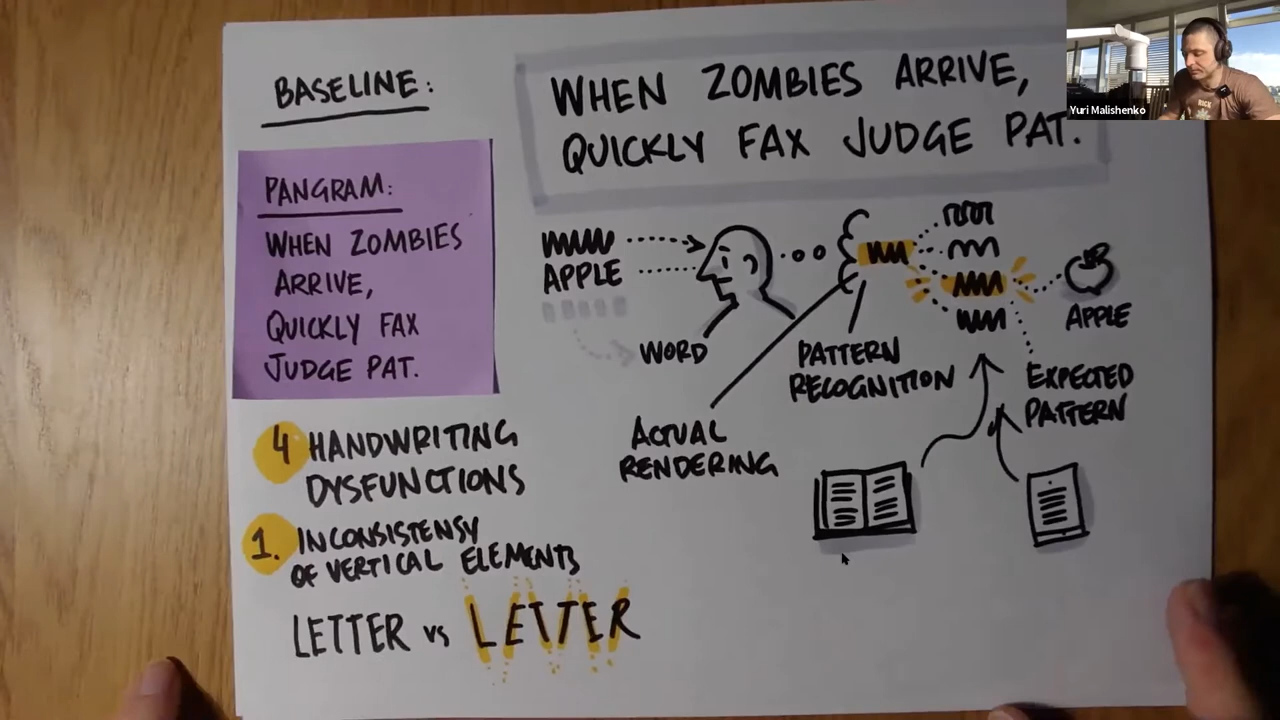 BASELINE:
PANGRAM:
WHEN ZOMBIES
ARRIVE,
QUICKLY FAX
JUDGE PAT.
WHEN ZOMBIES ARRIVE,
QUICKLY FAX JUDGE PAT.
Yuri Malishenko
APPLE
WORD
PATTERN
RECOGNITION
ACTUAL
RENDERING
APPLE
EXPECTED
PATTERN
4 HANDWRITING
DYSFUNCTIONS
1. INCONSISTENSY
OF VERTICAL ELEMENTS
LETTER vs LETTER